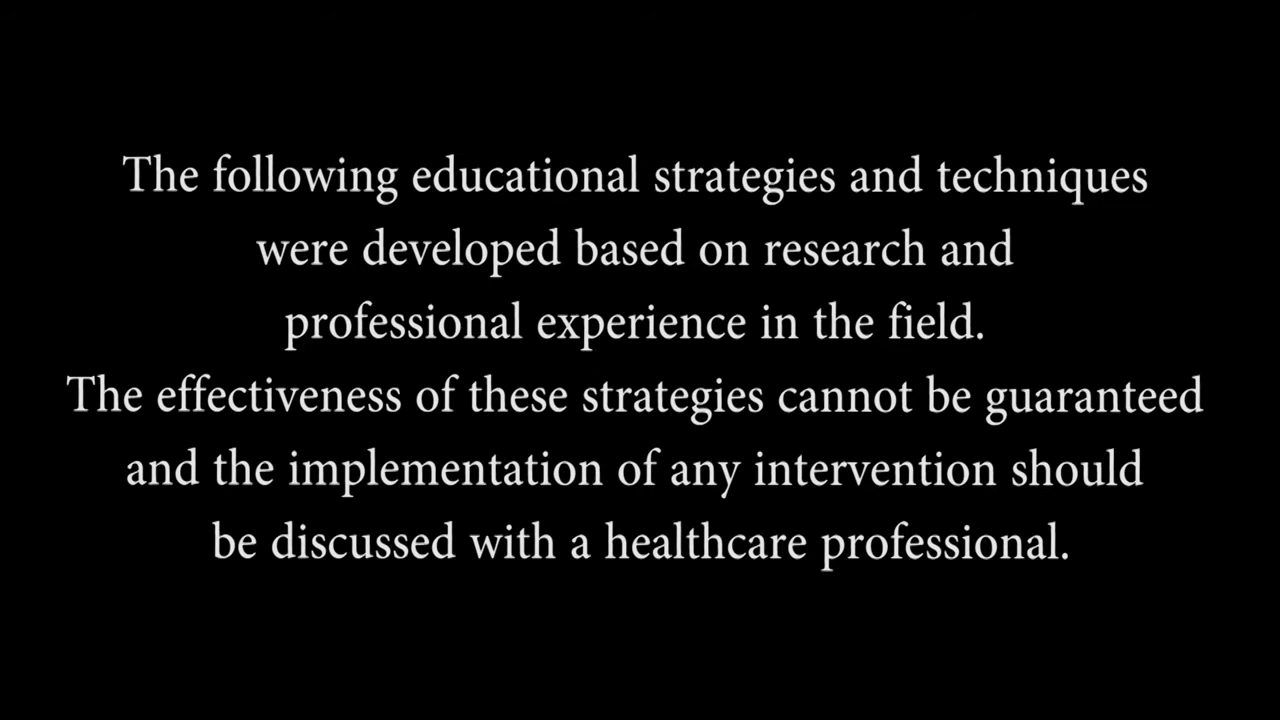 The following educational strategies and techniques
were developed based on research and
professional experience in the field.
The effectiveness of these strategies cannot be guaranteed
and the implementation of any intervention should
be discussed with a healthcare professional.